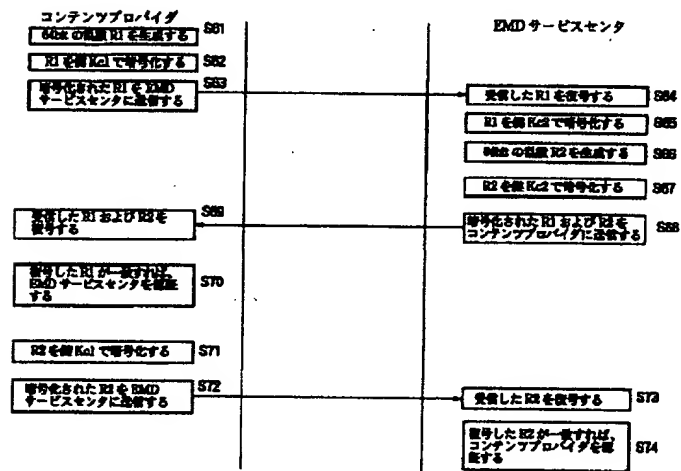 コンテンツプロバイダ
EMD サービスセンタ
64bit の乱数 R1 を生成する
S61
R1 を鍵 Kc1 で暗号化する
S62
暗号化された R1 を EMD
サービスセンタに送信する
S63
受信した R1 を復号する
S64
R1 を鍵 Kc2 で暗号化する
S65
64bit の乱数 R2 を生成する
S66
R2 を鍵 Kc2 で暗号化する
S67
暗号化された R1 および R2 を
コンテンツプロバイダに送信する
S68
受信した R1 および R2 を
復号する
S69
復号した R1 が一致すれば、
EMD サービスセンタを認証
する
S70
R2 を鍵 Kc1 で暗号化する
S71
暗号化された R2 を EMD
サービスセンタに送信する
S72
受信した R2 を復号する
S73
復号した R2 が一致すれば、
コンテンツプロバイダを認
証する
S74